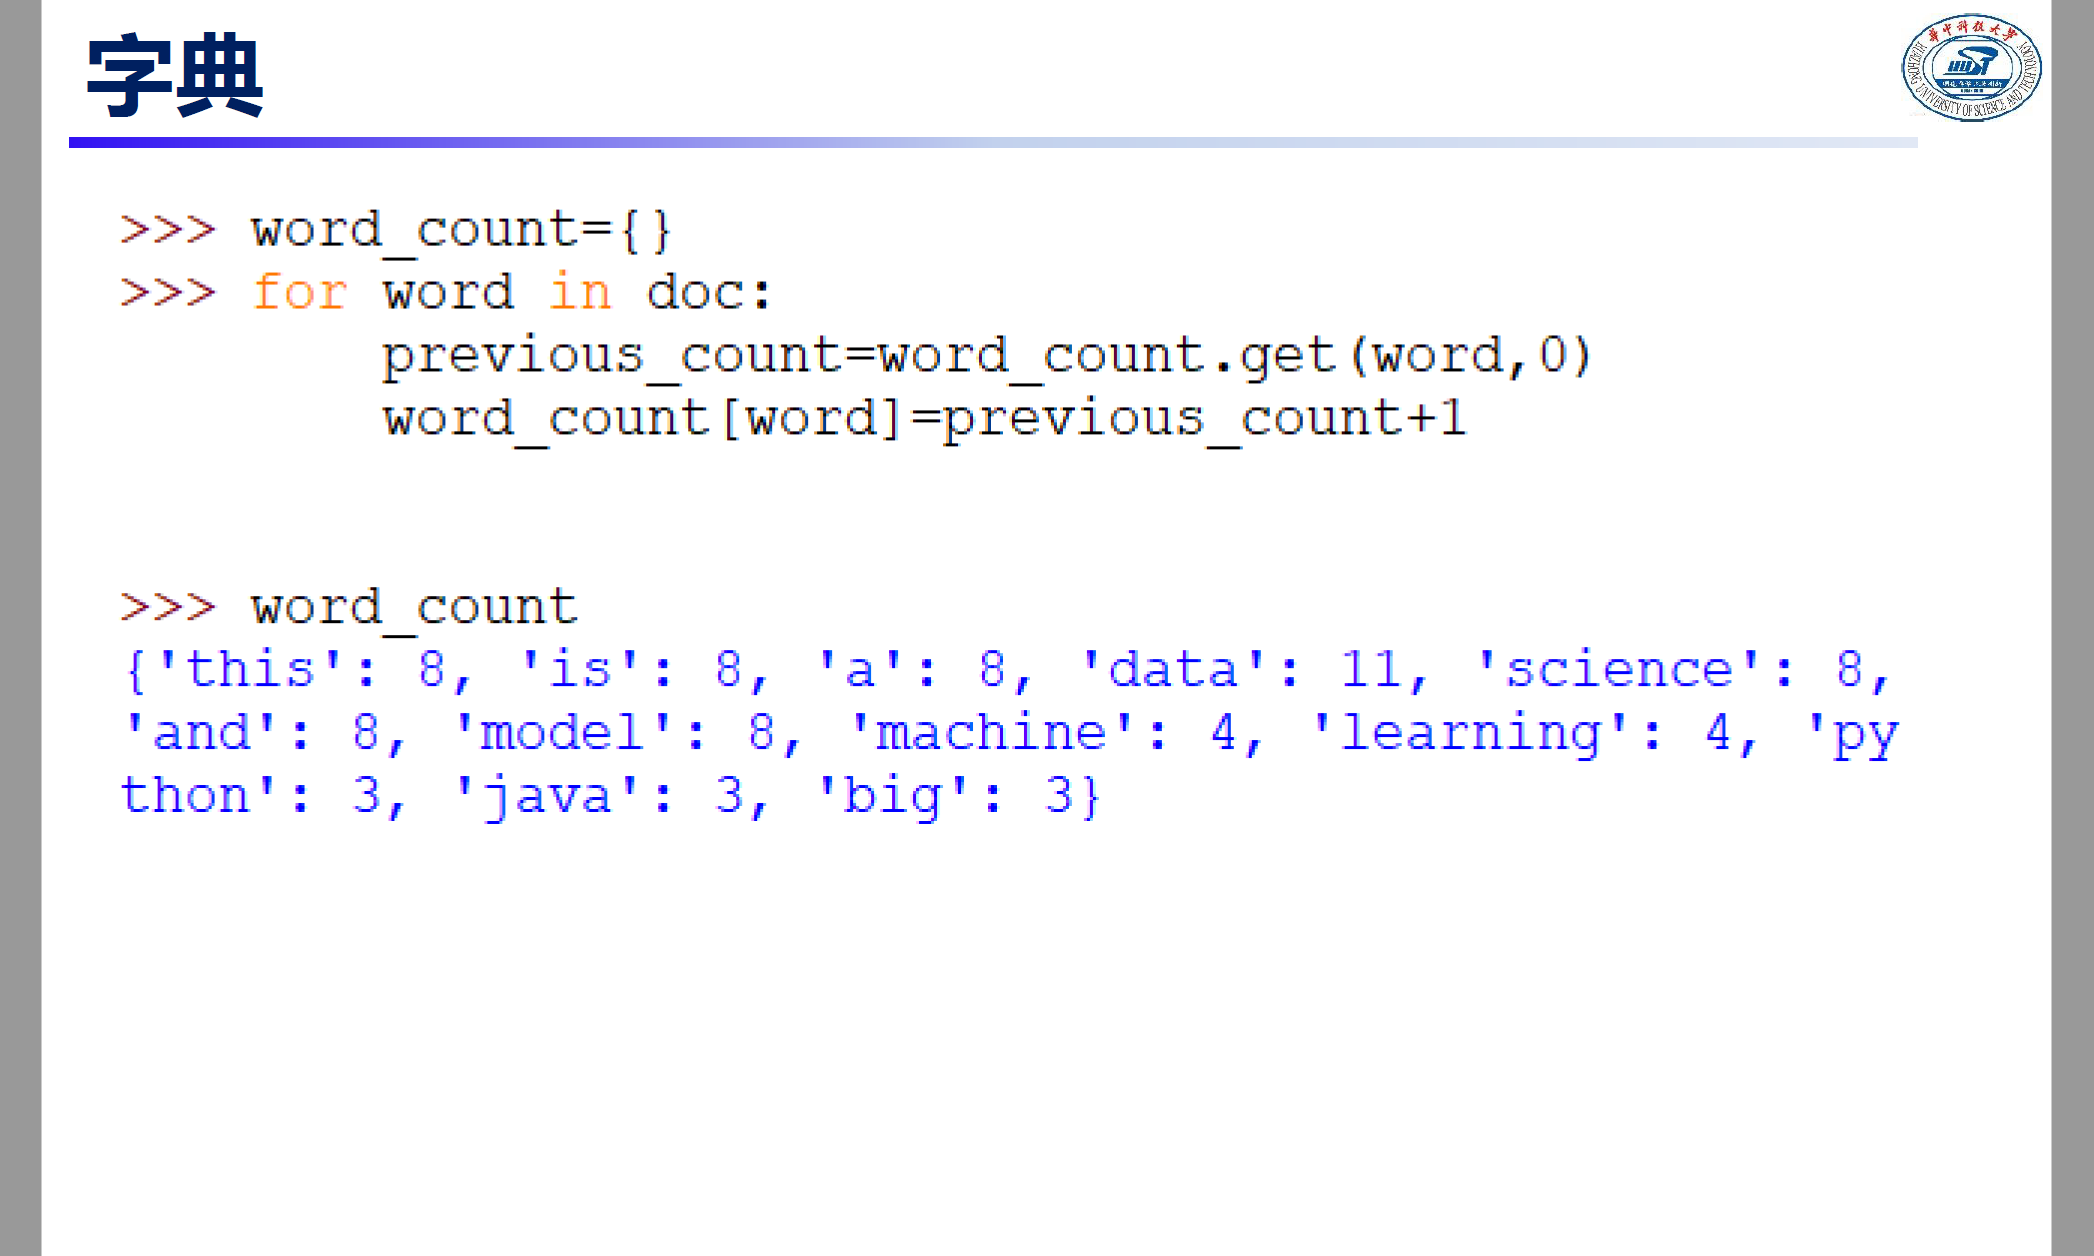 字典
华中科技大学
HUAZHONG UNIVERSITY OF SCIENCE AND TECHNOLOGY
>>> word_count={}
>>> for word in doc:
        previous_count=word_count.get(word,0)
        word_count[word]=previous_count+1
>>> word_count
{'this': 8, 'is': 8, 'a': 8, 'data': 11, 'science': 8,
'and': 8, 'model': 8, 'machine': 4, 'learning': 4, 'py
thon': 3, 'java': 3, 'big': 3}